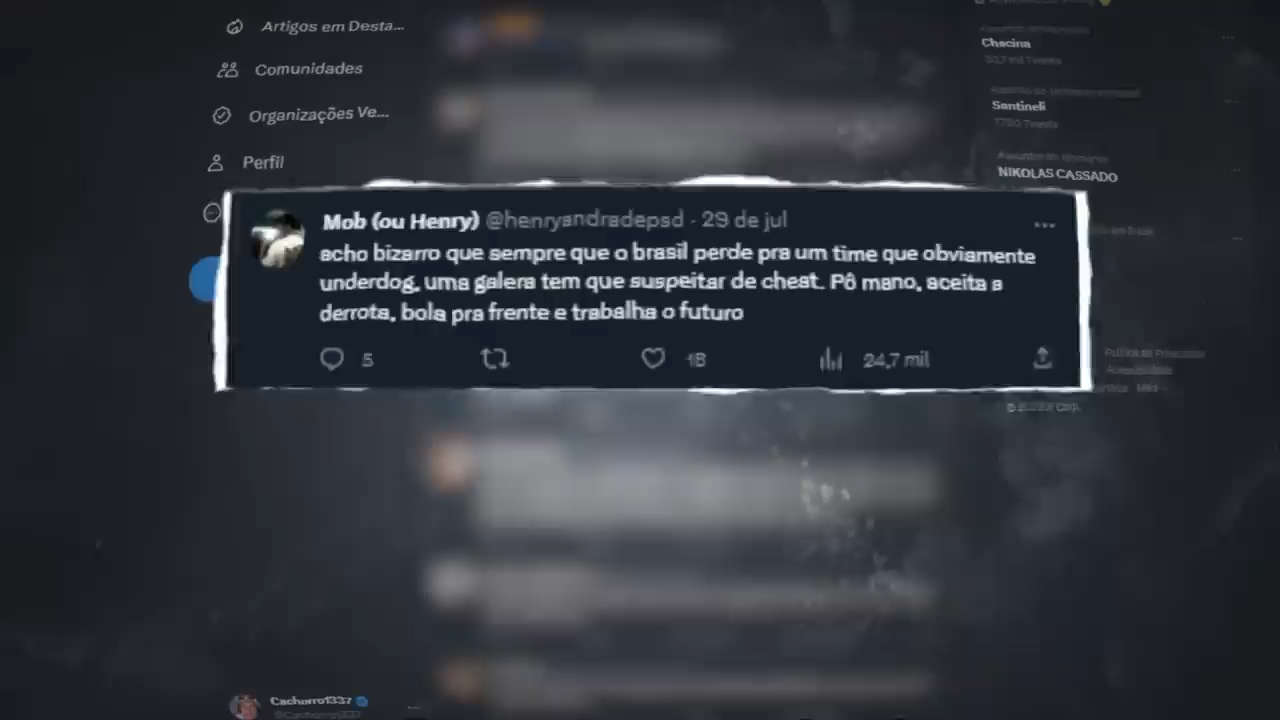 Artigos em Desta...
Comunidades
Organizações Ve...
Perfil
Chacina
Santineli
NIKOLAS CASSADO
Mob (ou Henry) @henryandradepsd · 29 de jul
acho bizarro que sempre que o brasil perde pra um time que obviamente
underdog, uma galera tem que suspeitar de cheat. Pô mano, aceita a
derrota, bola pra frente e trabalha o futuro
5
18
24,7 mil
Cachorro1337
@Cachorro1337